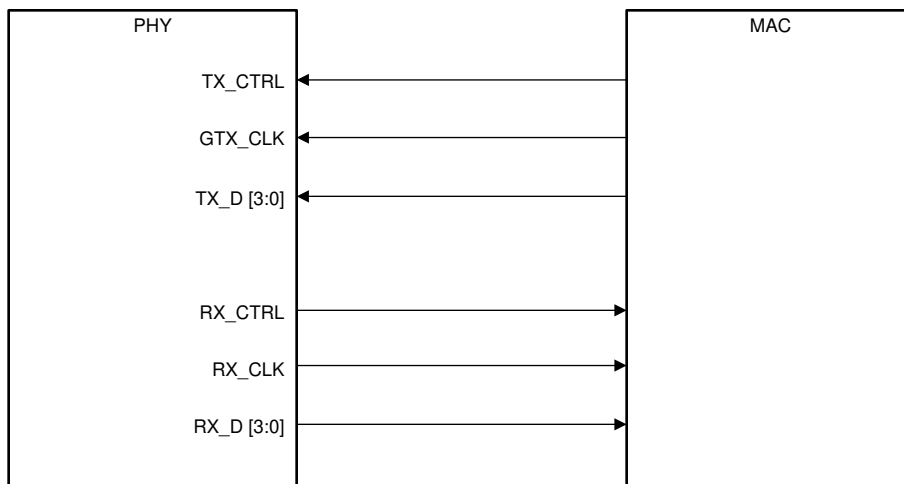 PHY
MAC
TX_CTRL
GTX_CLK
TX_D [3:0]
RX_CTRL
RX_CLK
RX_D [3:0]